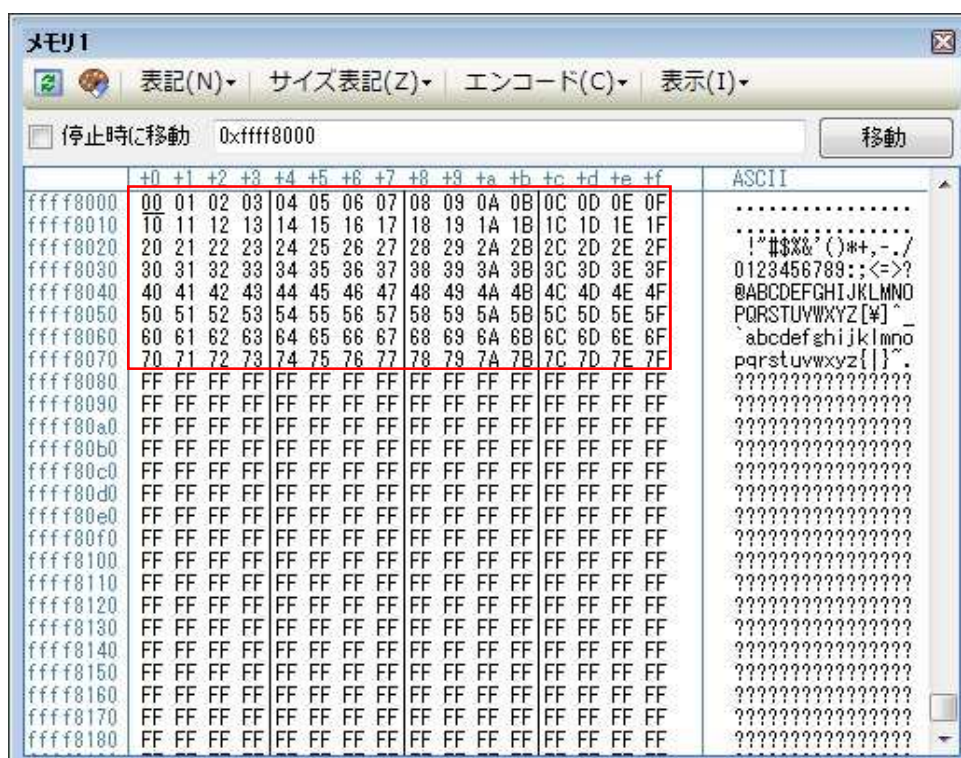 メモリ1
表記(N) サイズ表記(Z) エンコード(C) 表示(I)
停止時に移動 0xffff8000 移動
+0 +1 +2 +3 +4 +5 +6 +7 +8 +9 +a +b +c +d +e +f ASCII
ffff8000 00 01 02 03 04 05 06 07 08 09 0A 0B 0C 0D 0E 0F ................
ffff8010 10 11 12 13 14 15 16 17 18 19 1A 1B 1C 1D 1E 1F ................
ffff8020 20 21 22 23 24 25 26 27 28 29 2A 2B 2C 2D 2E 2F  !"#$%&'()*+,-./
ffff8030 30 31 32 33 34 35 36 37 38 39 3A 3B 3C 3D 3E 3F 0123456789:;<=>?
ffff8040 40 41 42 43 44 45 46 47 48 49 4A 4B 4C 4D 4E 4F @ABCDEFGHIJKLMNO
ffff8050 50 51 52 53 54 55 56 57 58 59 5A 5B 5C 5D 5E 5F PQRSTUVWXYZ[¥]^_
ffff8060 60 61 62 63 64 65 66 67 68 69 6A 6B 6C 6D 6E 6F `abcdefghijklmno
ffff8070 70 71 72 73 74 75 76 77 78 79 7A 7B 7C 7D 7E 7F pqrstuvwxyz{|}~.
ffff8080 FF FF FF FF FF FF FF FF FF FF FF FF FF FF FF FF ????????????????
ffff8090 FF FF FF FF FF FF FF FF FF FF FF FF FF FF FF FF ????????????????
ffff80a0 FF FF FF FF FF FF FF FF FF FF FF FF FF FF FF FF ????????????????
ffff80b0 FF FF FF FF FF FF FF FF FF FF FF FF FF FF FF FF ????????????????
ffff80c0 FF FF FF FF FF FF FF FF FF FF FF FF FF FF FF FF ????????????????
ffff80d0 FF FF FF FF FF FF FF FF FF FF FF FF FF FF FF FF ????????????????
ffff80e0 FF FF FF FF FF FF FF FF FF FF FF FF FF FF FF FF ????????????????
ffff80f0 FF FF FF FF FF FF FF FF FF FF FF FF FF FF FF FF ????????????????
ffff8100 FF FF FF FF FF FF FF FF FF FF FF FF FF FF FF FF ????????????????
ffff8110 FF FF FF FF FF FF FF FF FF FF FF FF FF FF FF FF ????????????????
ffff8120 FF FF FF FF FF FF FF FF FF FF FF FF FF FF FF FF ????????????????
ffff8130 FF FF FF FF FF FF FF FF FF FF FF FF FF FF FF FF ????????????????
ffff8140 FF FF FF FF FF FF FF FF FF FF FF FF FF FF FF FF ????????????????
ffff8150 FF FF FF FF FF FF FF FF FF FF FF FF FF FF FF FF ????????????????
ffff8160 FF FF FF FF FF FF FF FF FF FF FF FF FF FF FF FF ????????????????
ffff8170 FF FF FF FF FF FF FF FF FF FF FF FF FF FF FF FF ????????????????
ffff8180 FF FF FF FF FF FF FF FF FF FF FF FF FF FF FF FF ????????????????